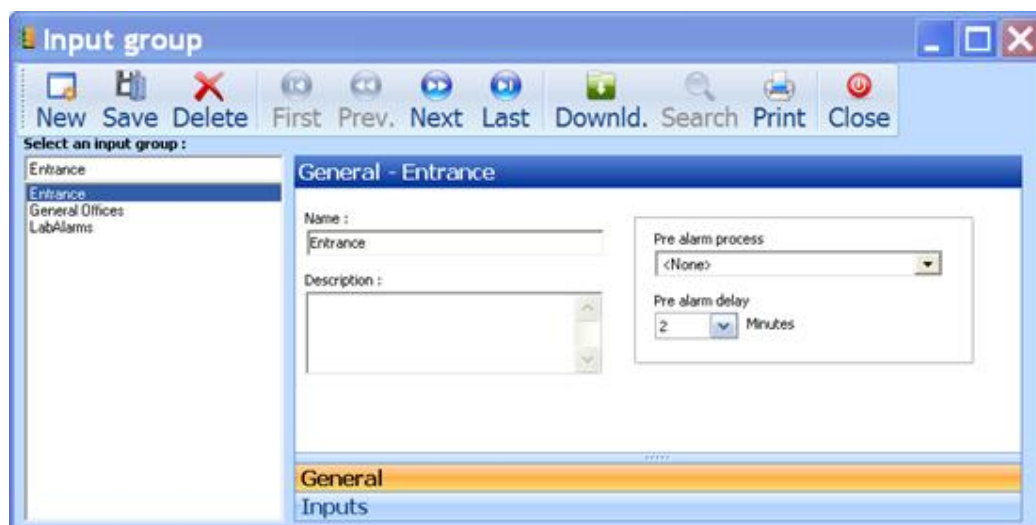 Input group
New Save Delete First Prev. Next Last Downld. Search Print Close
Select an input group :
Entrance
Entrance
General Offices
LabAlarms
General - Entrance
Name :
Entrance
Description :
Pre alarm process
<None>
Pre alarm delay
2 Minutes
General
Inputs